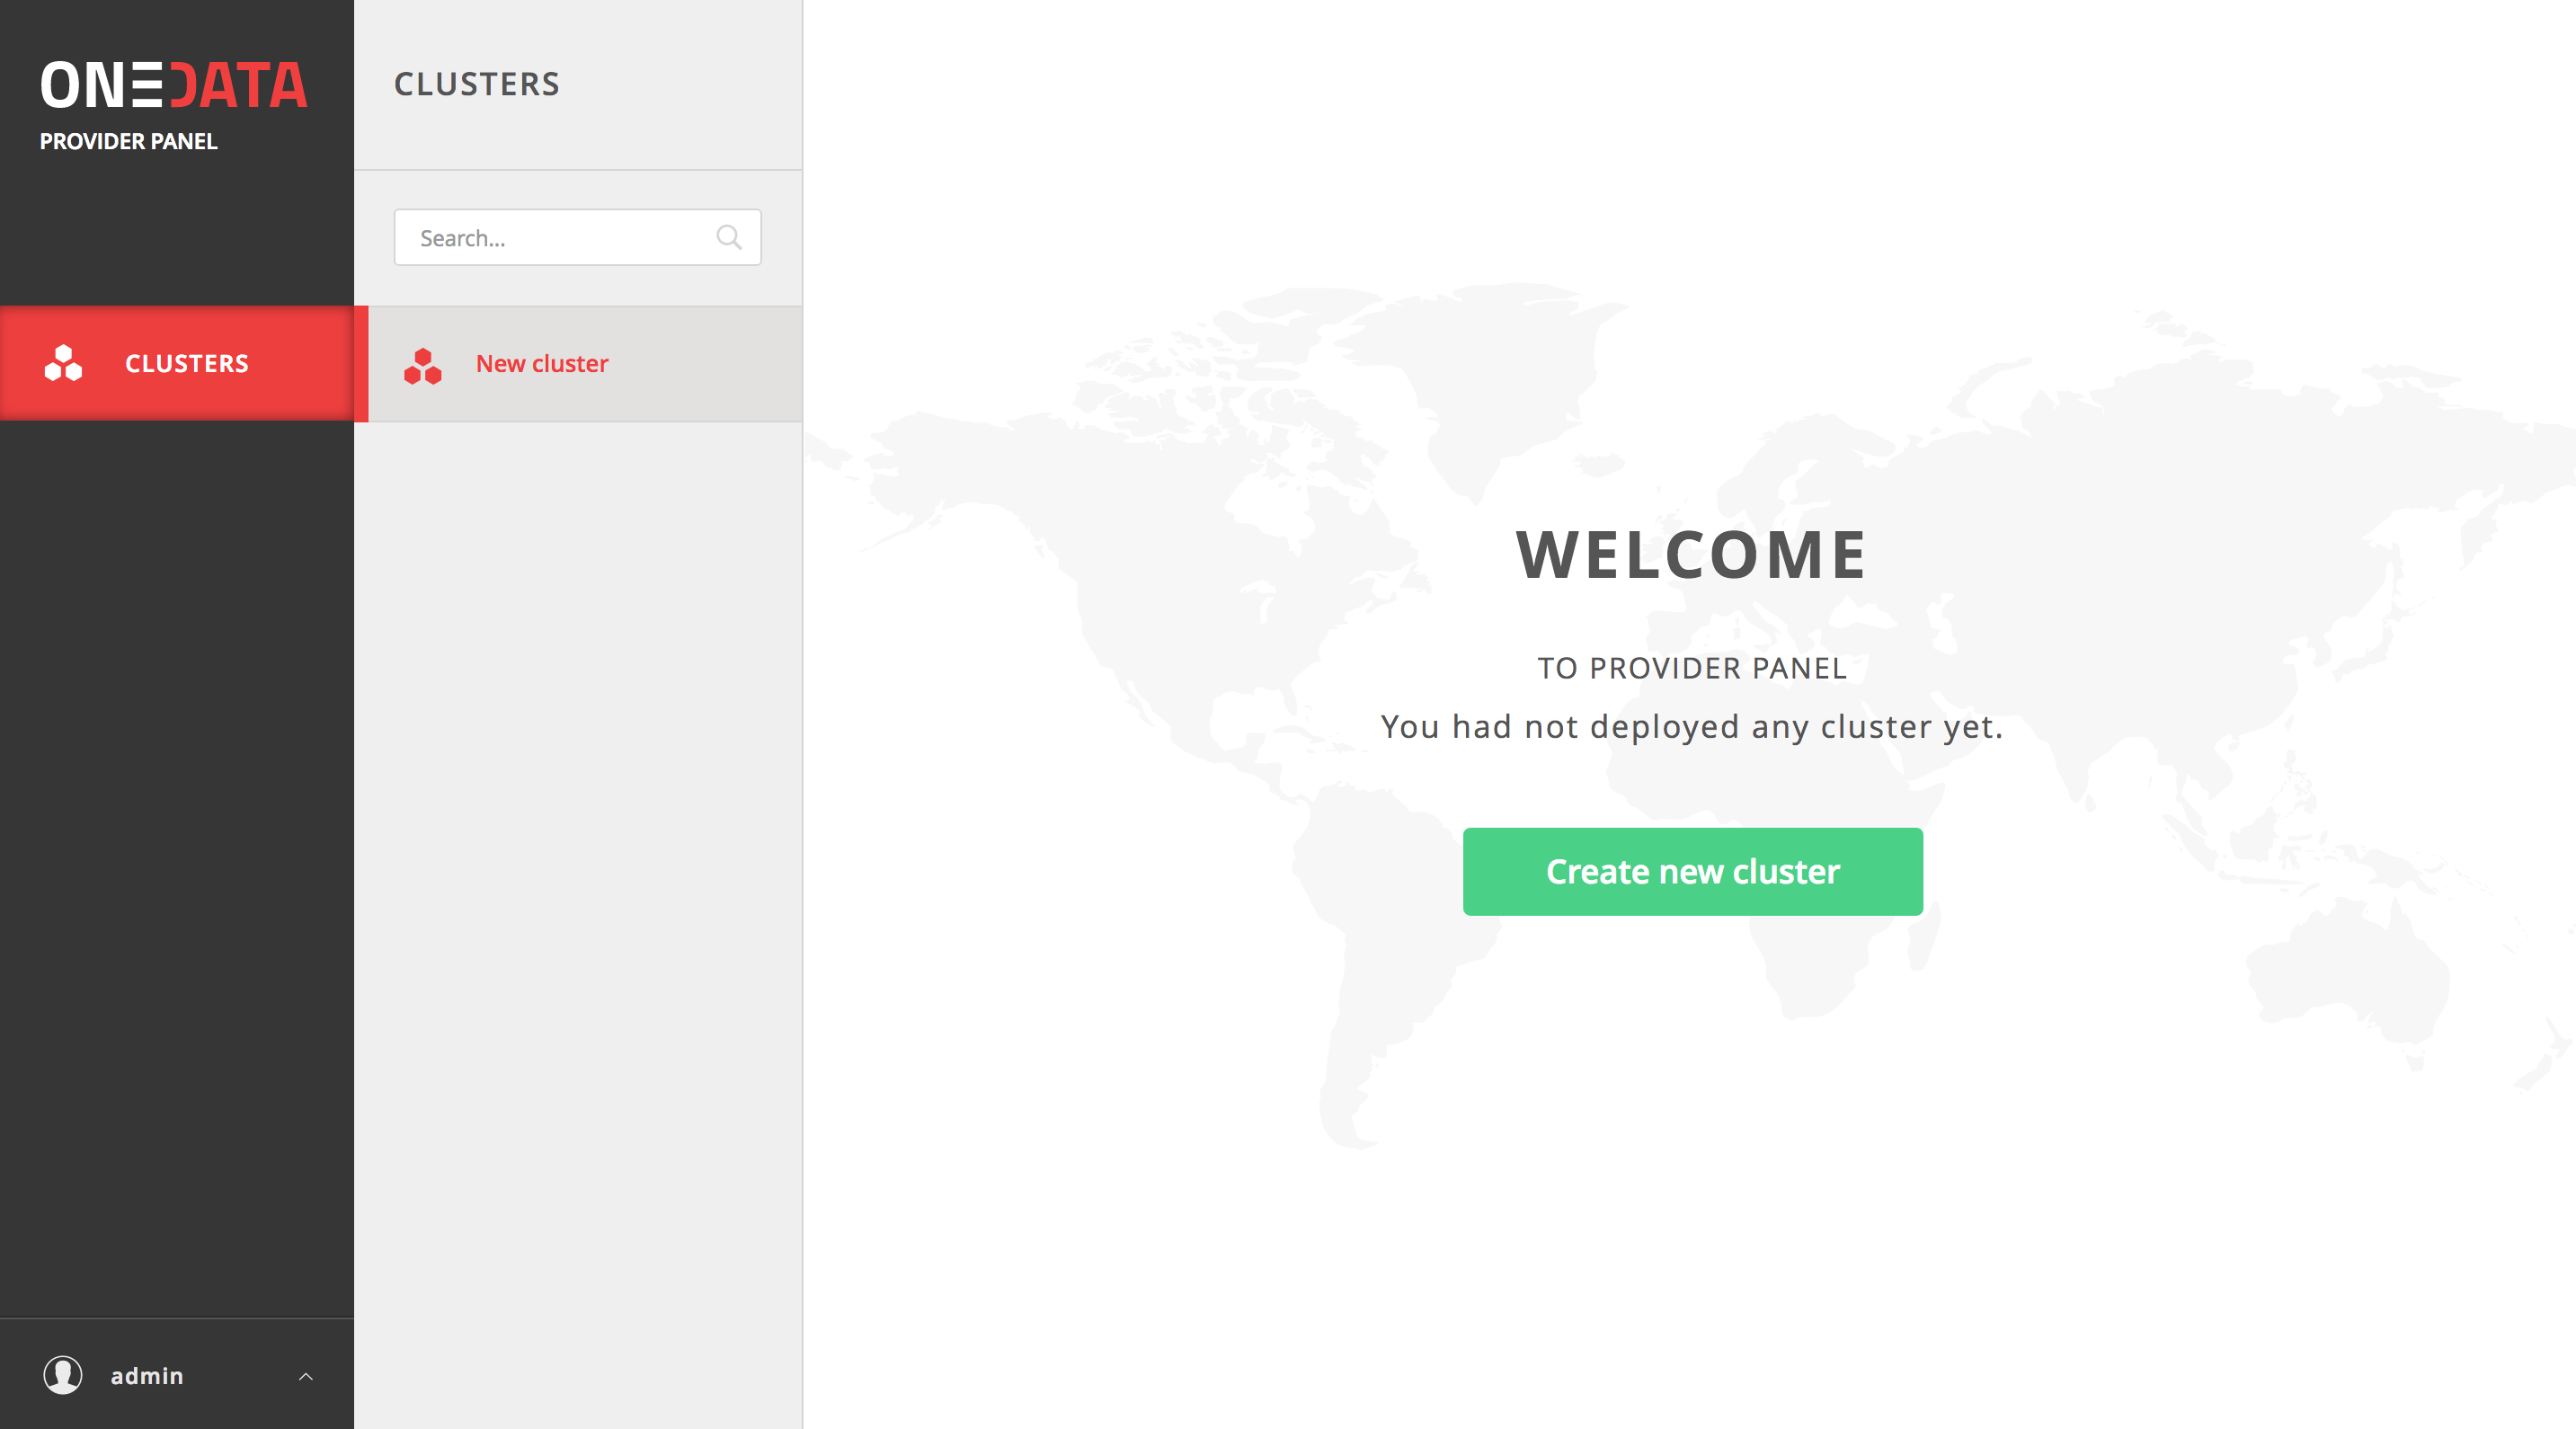 ONEDATA
PROVIDER PANEL
CLUSTERS
admin
CLUSTERS
Search...
New cluster
WELCOME
TO PROVIDER PANEL
You had not deployed any cluster yet.
Create new cluster